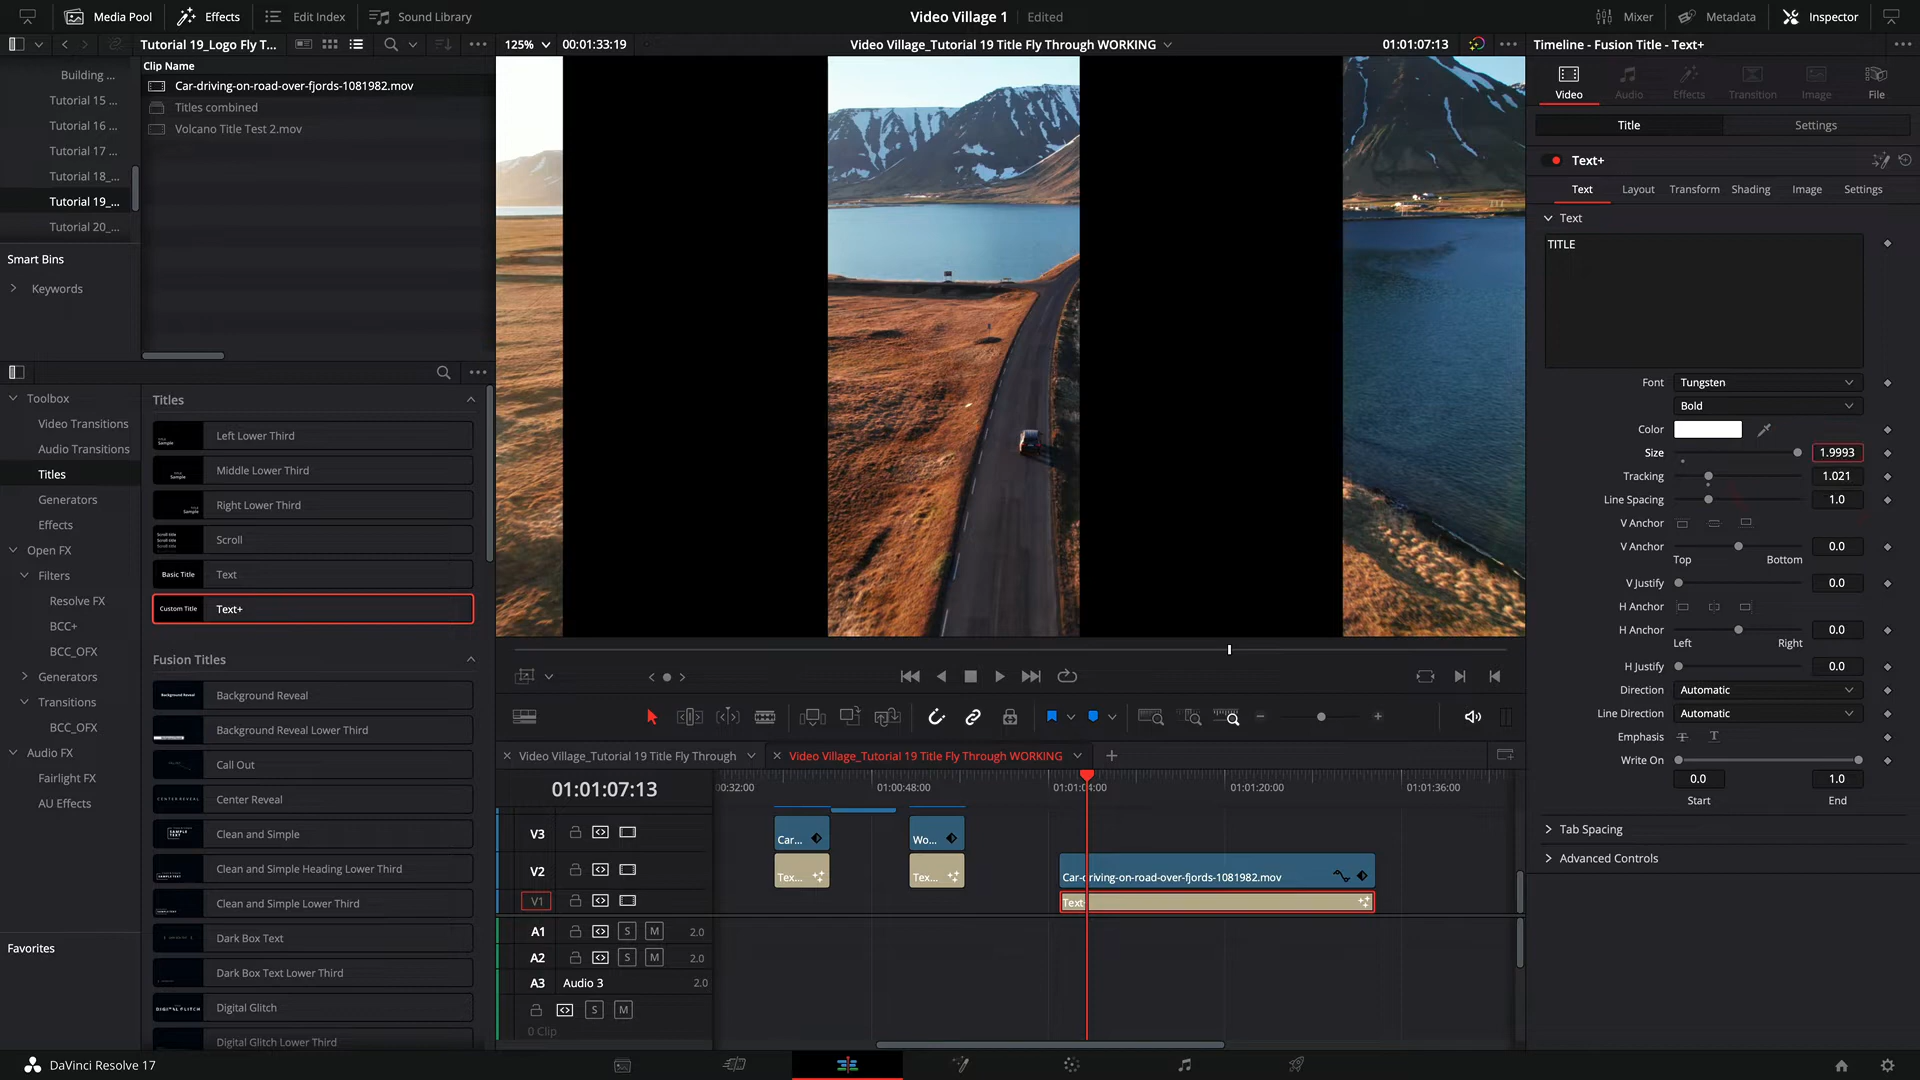 Media Pool
Effects
Edit Index
Sound Library
Video Village 1
Edited
Mixer
Metadata
Inspector
Tutorial 19_Logo Fly T...
125%
00:01:33:19
Video Village_Tutorial 19 Title Fly Through WORKING
01:01:07:13
Timeline - Fusion Title - Text+
Building ...
Tutorial 15 ...
Tutorial 16 ...
Tutorial 17 ...
Tutorial 18_...
Tutorial 19_...
Tutorial 20_...
Smart Bins
Keywords
Clip Name
Car-driving-on-road-over-fjords-1081982.mov
Titles combined
Volcano Title Test 2.mov
Toolbox
Video Transitions
Audio Transitions
Titles
Generators
Effects
Open FX
Filters
Resolve FX
BCC+
BCC_OFX
Generators
Transitions
BCC_OFX
Audio FX
Fairlight FX
AU Effects
Favorites
Titles
Left Lower Third
Middle Lower Third
Right Lower Third
Scroll
Basic Title
Text
Custom Title
Text+
Fusion Titles
Background Reveal
Background Reveal Lower Third
Call Out
Center Reveal
Clean and Simple
Clean and Simple Heading Lower Third
Clean and Simple Lower Third
Dark Box Text
Dark Box Text Lower Third
Digital Glitch
Digital Glitch Lower Third
Video Village_Tutorial 19 Title Fly Through
Video Village_Tutorial 19 Title Fly Through WORKING
01:01:07:13
00:32:00
01:00:48:00
01:01:04:00
01:01:20:00
01:01:36:00
V3
Car...
Wo...
V2
Tex...
Tex...
Car-driving-on-road-over-fjords-1081982.mov
V1
Text
A1
S
M
2.0
A2
S
M
2.0
A3
Audio 3
2.0
S
M
0 Clip
Video
Audio
Effects
Transition
Image
File
Title
Settings
Text+
Text
Layout
Transform
Shading
Image
Settings
Text
TITLE
Font
Tungsten
Bold
Color
Size
1.9993
Tracking
1.021
Line Spacing
1.0
V Anchor
V Anchor
0.0
Top
Bottom
V Justify
0.0
H Anchor
H Anchor
0.0
Left
Right
H Justify
0.0
Direction
Automatic
Line Direction
Automatic
Emphasis
Write On
0.0
1.0
Start
End
Tab Spacing
Advanced Controls
DaVinci Resolve 17